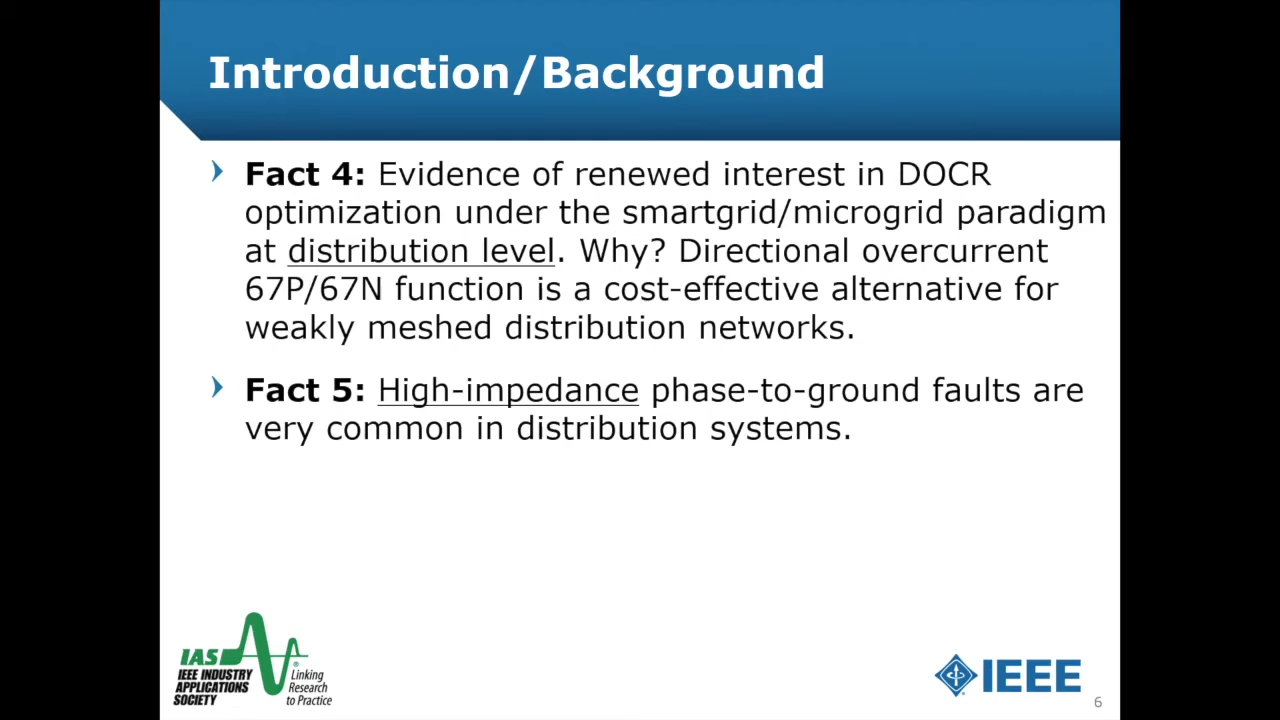 Introduction/Background
Fact 4: Evidence of renewed interest in DOCR
optimization under the smartgrid/microgrid paradigm
at distribution level. Why? Directional overcurrent
67P/67N function is a cost-effective alternative for
weakly meshed distribution networks.
Fact 5: High-impedance phase-to-ground faults are
very common in distribution systems.
IAS
IEEE INDUSTRY
APPLICATIONS
SOCIETY
®
Linking
Research
to Practice
IEEE
6